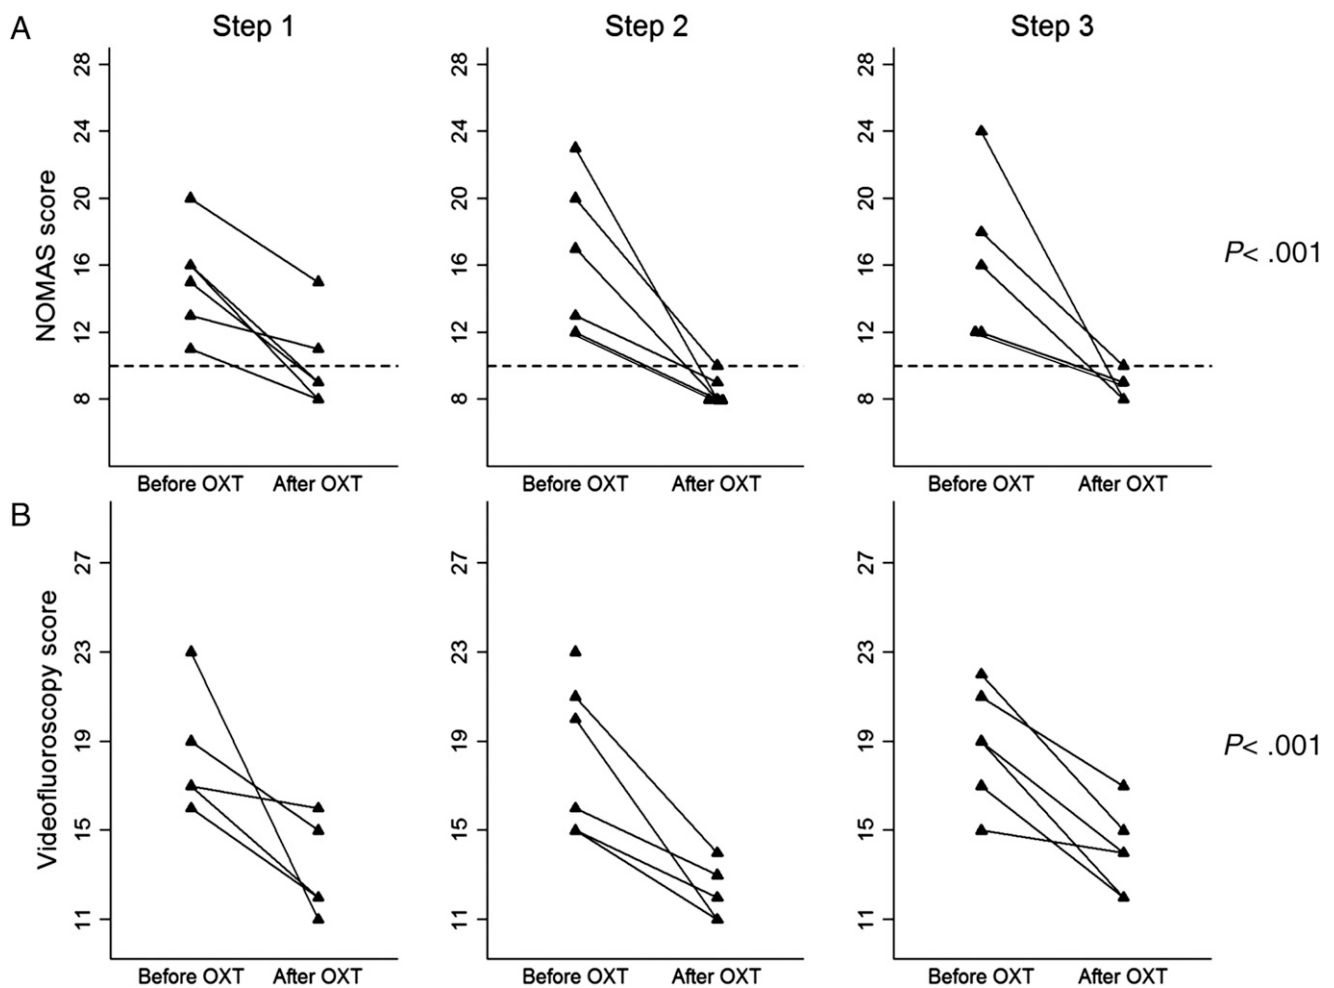 A
Step 1
Step 2
Step 3
NOMAS score
28
24
20
16
12
8
28
24
20
16
12
8
28
24
20
16
12
8
P< .001
Before OXT After OXT
Before OXT After OXT
Before OXT After OXT
B
Videofluoroscopy score
27
23
19
15
11
27
23
19
15
11
27
23
19
15
11
P< .001
Before OXT After OXT
Before OXT After OXT
Before OXT After OXT